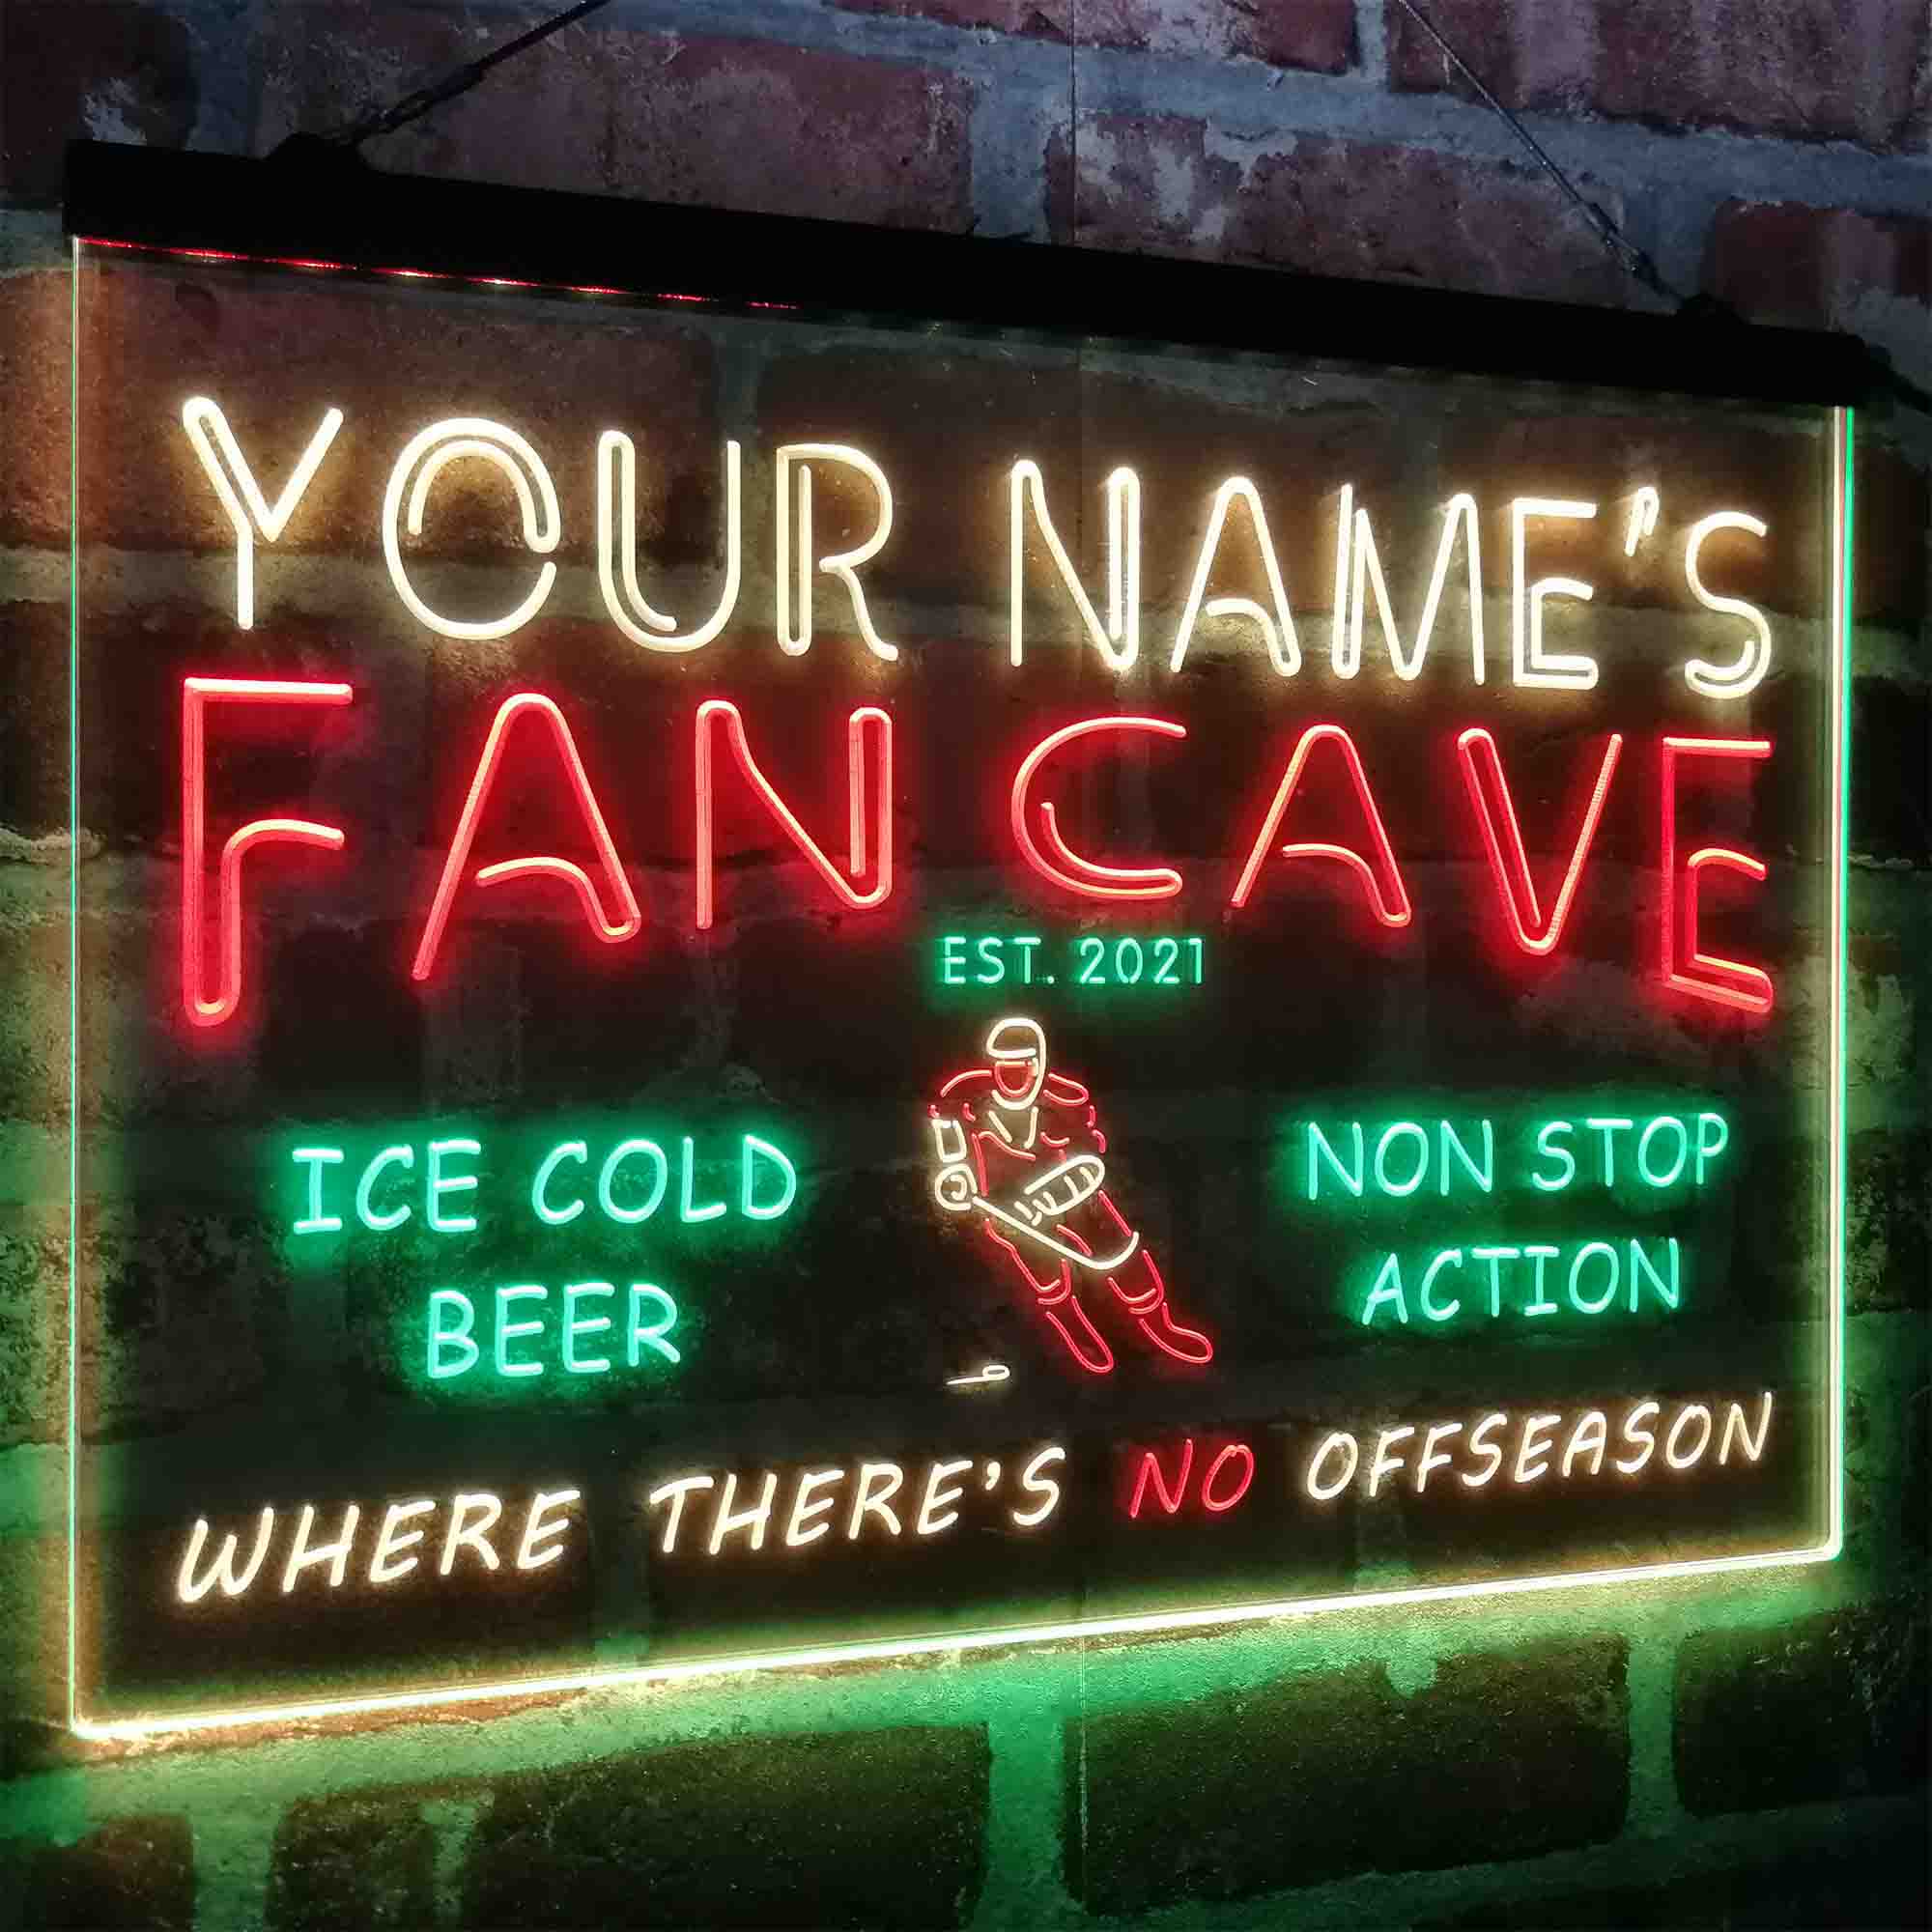 YOUR NAME'S
FAN CAVE
EST. 2021
ICE COLD
BEER
NON STOP
ACTION
WHERE THERE'S NO OFFSEASON